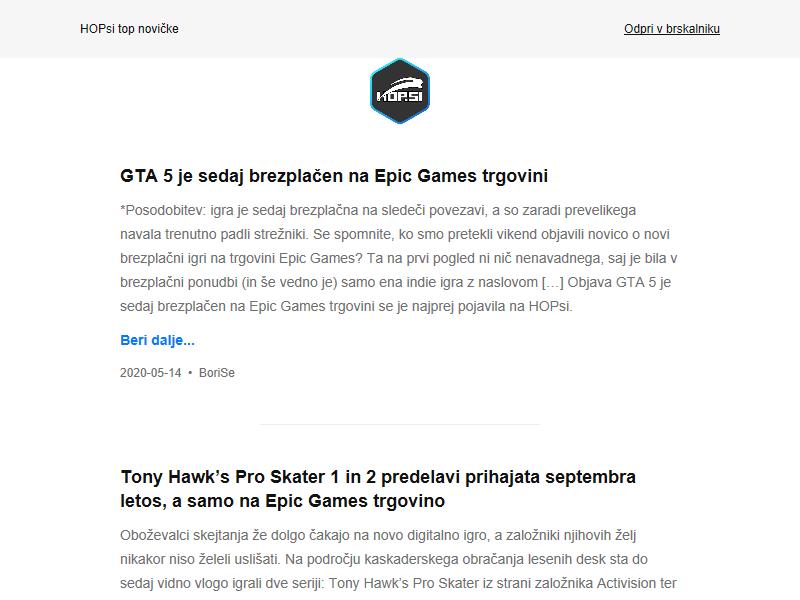 HOPsi top novičke
Odpri v brskalniku
HOP.SI
GTA 5 je sedaj brezplačen na Epic Games trgovini
*Posodobitev: igra je sedaj brezplačna na sledeči povezavi, a so zaradi prevelikega
navala trenutno padli strežniki. Se spomnite, ko smo pretekli vikend objavili novico o novi
brezplačni igri na trgovini Epic Games? Ta na prvi pogled ni nič nenavadnega, saj je bila v
brezplačni ponudbi (in še vedno je) samo ena indie igra z naslovom […] Objava GTA 5 je
sedaj brezplačen na Epic Games trgovini se je najprej pojavila na HOPsi.
Beri dalje...
2020-05-14 • BoriSe
Tony Hawk’s Pro Skater 1 in 2 predelavi prihajata septembra
letos, a samo na Epic Games trgovino
Oboževalci skejtanja že dolgo čakajo na novo digitalno igro, a založniki njihovih želj
nikakor niso želeli uslišati. Na področju kaskaderskega obračanja lesenih desk sta do
sedaj vidno vlogo igrali dve seriji: Tony Hawk’s Pro Skater iz strani založnika Activision ter